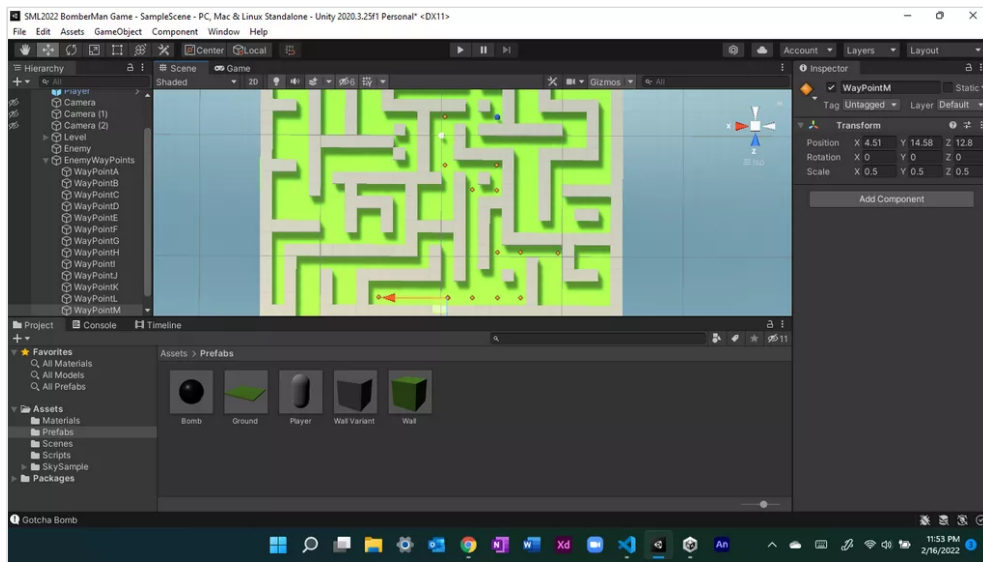 SML2022 BomberMan Game - SampleScene - PC, Mac & Linux Standalone - Unity 2020.3.25f1 Personal* <DX11>
File Edit Assets GameObject Component Window Help
Center Local
Account Layers Layout
Hierarchy
Scene Game
Inspector
All
Shaded 2D 6 Gizmos All
WayPointM Static
Tag Untagged Layer Default
Transform
Position X 4.51 Y 14.58 Z 12.8
Rotation X 0 Y 0 Z 0
Scale X 0.5 Y 0.5 Z 0.5
Add Component
Player
Camera
Camera (1)
Camera (2)
Level
Enemy
EnemyWayPoints
WayPointA
WayPointB
WayPointC
WayPointD
WayPointE
WayPointF
WayPointG
WayPointH
WayPointI
WayPointJ
WayPointK
WayPointL
WayPointM
x
z
Project Console Timeline
11
Favorites
All Materials
All Models
All Prefabs
Assets
Materials
Prefabs
Scenes
Scripts
SkySample
Packages
Assets > Prefabs
Bomb Ground Player Wall Variant Wall
Gotcha Bomb
N W Xd An
11:53 PM
2/16/2022